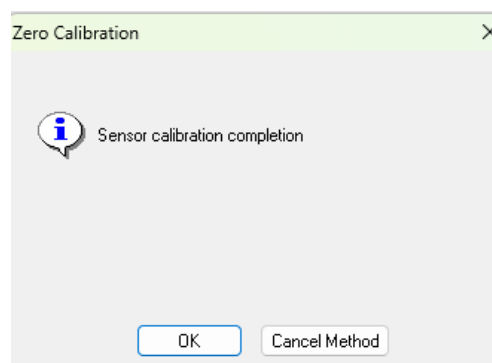 Zero Calibration
Sensor calibration completion
OK
Cancel Method